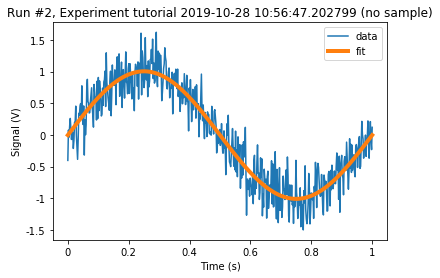 Run #2, Experiment tutorial 2019-10-28 10:56:47.202799 (no sample)
data
fit
1.5
1
0.5
0
-0.5
-1
-1.5
Signal (V)
0
0.2
0.4
0.6
0.8
1
Time (s)